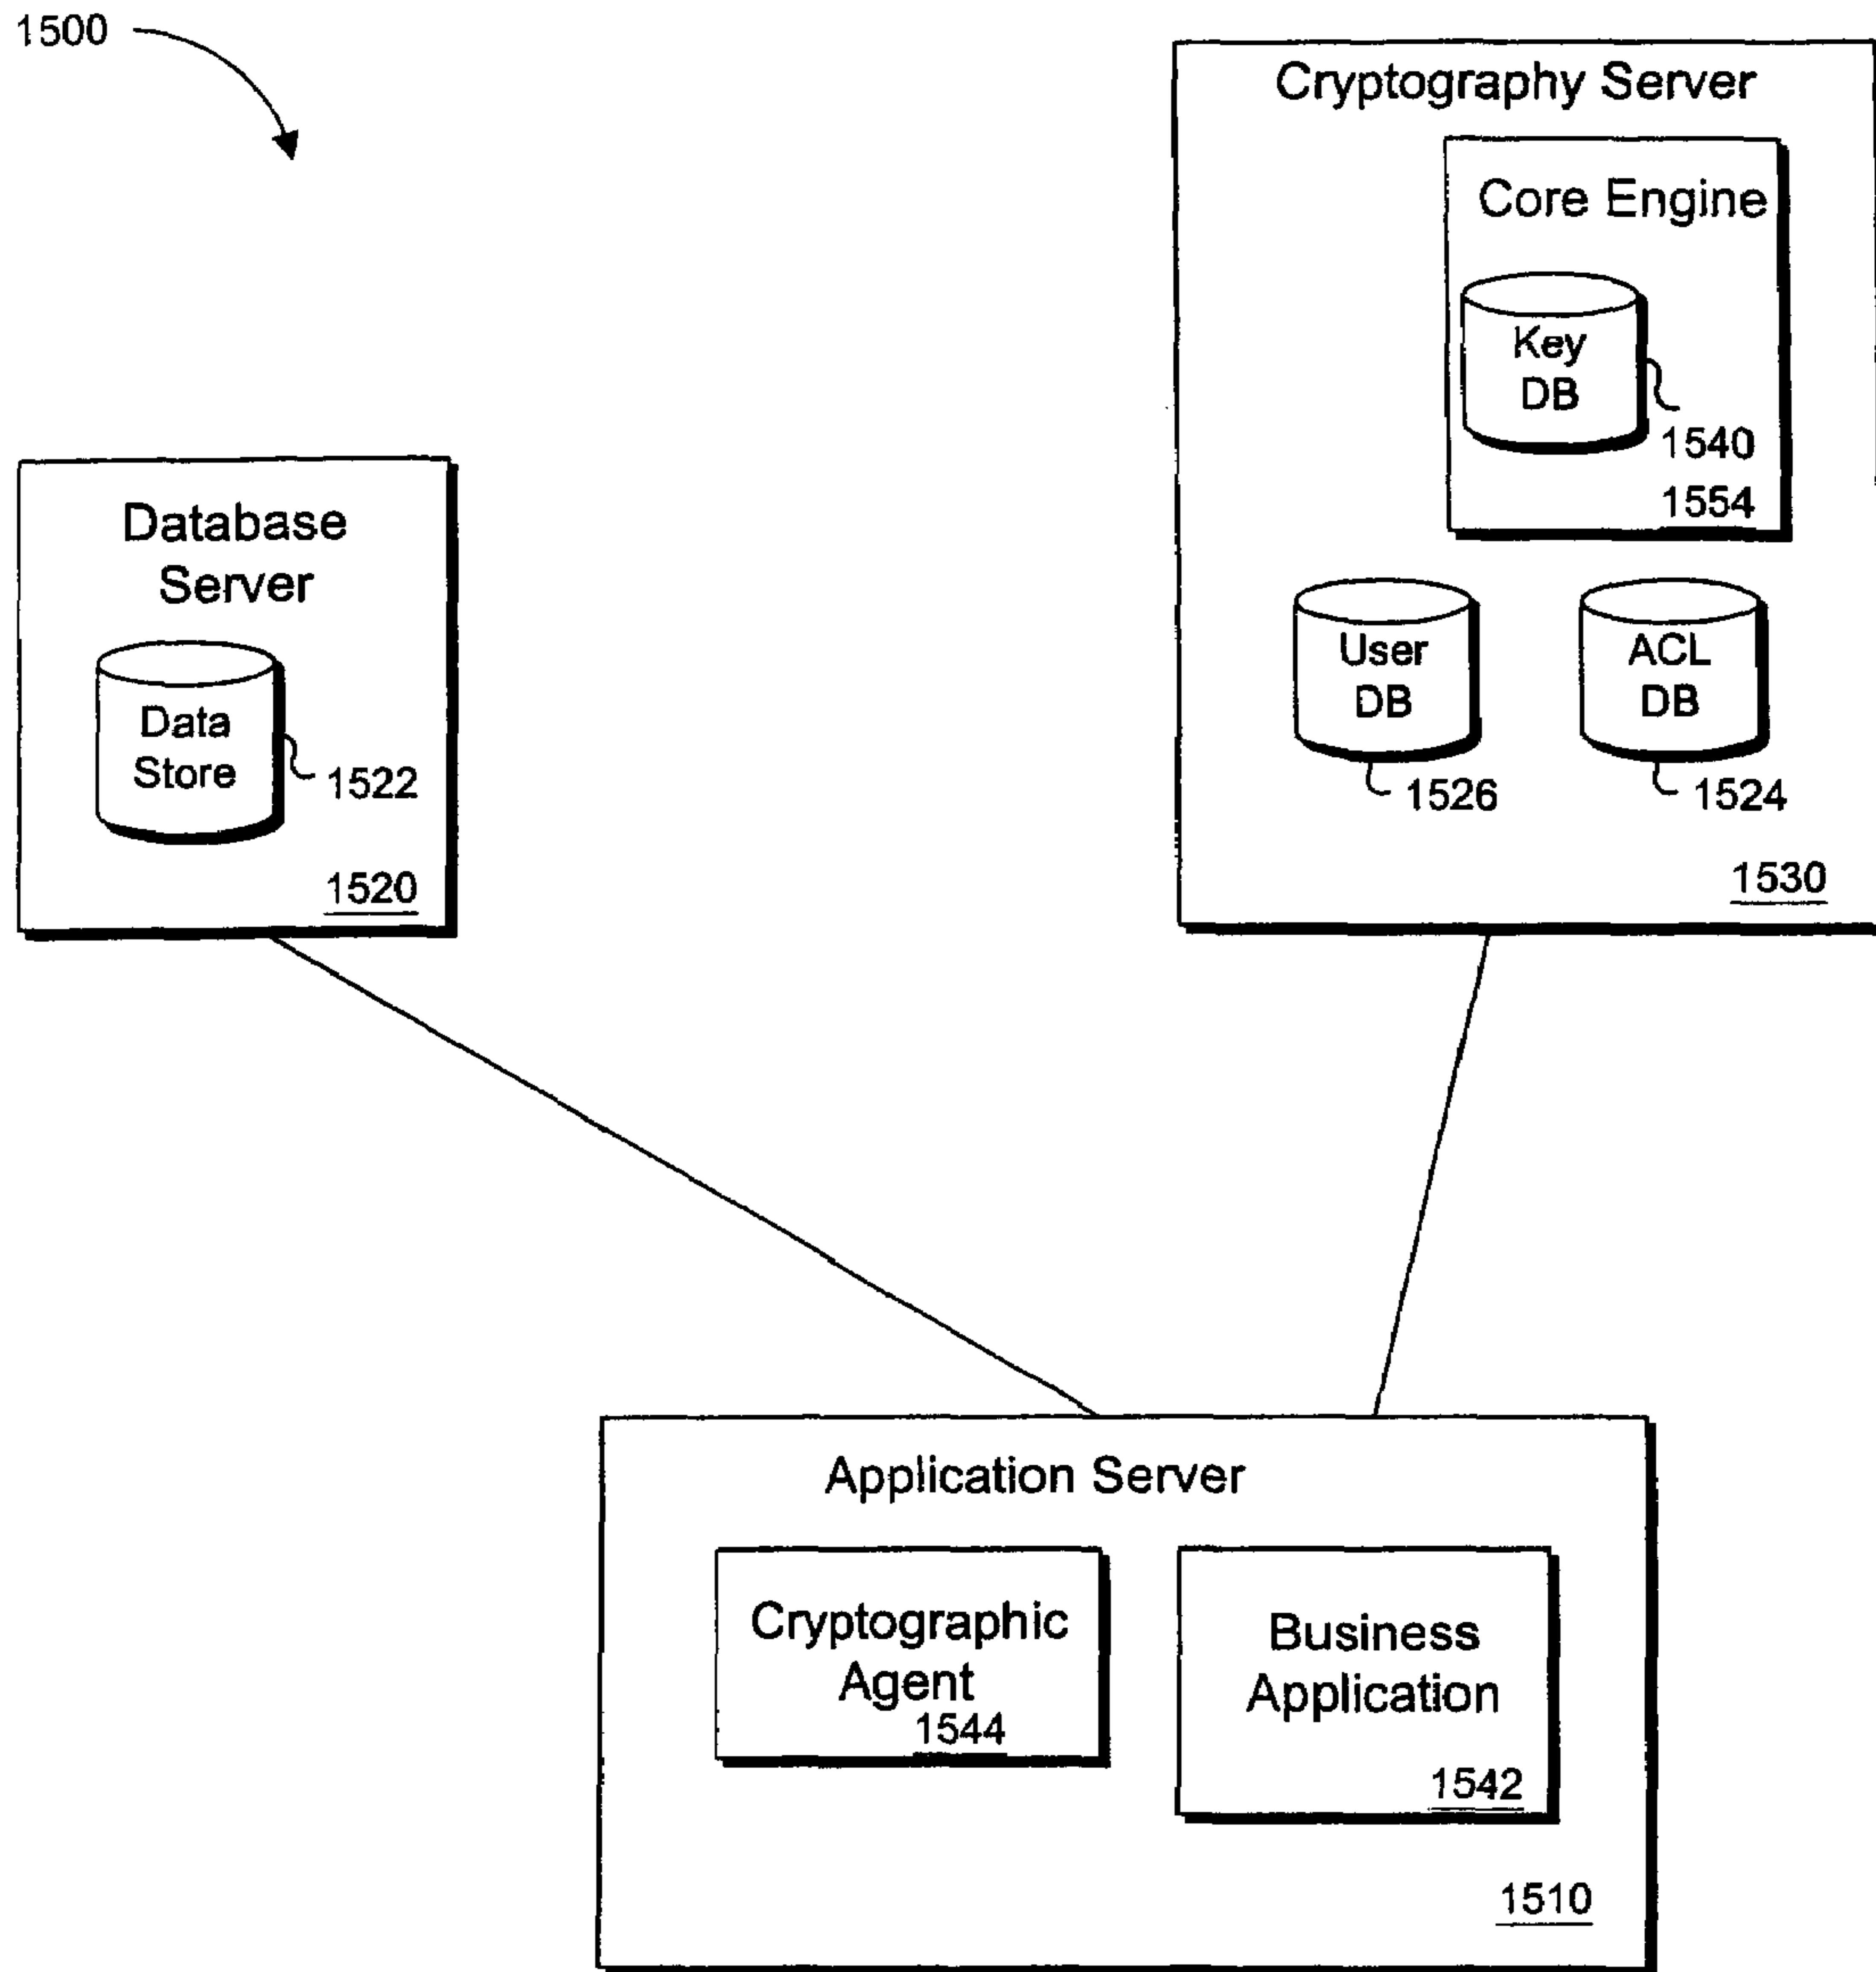 1500
Cryptography Server
Core Engine
Key
DB
1540
1554
User
DB
1526
ACL
DB
1524
1530
Database
Server
Data
Store
1522
1520
Application Server
Cryptographic
Agent
1544
Business
Application
1542
1510